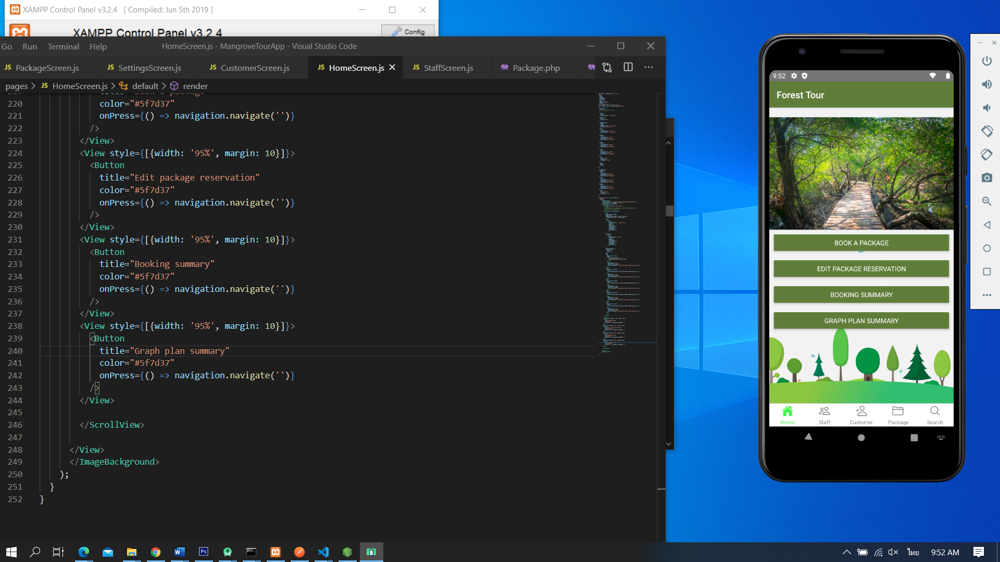 XAMPP Control Panel v3.2.4 [ Compiled: Jun 5th 2019 ]
XAMPP Control Panel v3.2.4
Config
Go Run Terminal Help HomeScreen.js - MangroveTourApp - Visual Studio Code
JS PackageScreen.js JS SettingsScreen.js JS CustomerScreen.js JS HomeScreen.js JS StaffScreen.js Package.php
pages > JS HomeScreen.js > default > render
220 color="#5f7d37"
221 onPress={() => navigation.navigate('')}
222 />
223 </View>
224 <View style={[{width: '95%', margin: 10}]}>
225 <Button
226 title="Edit package reservation"
227 color="#5f7d37"
228 onPress={() => navigation.navigate('')}
229 />
230 </View>
231 <View style={[{width: '95%', margin: 10}]}>
232 <Button
233 title="Booking summary"
234 color="#5f7d37"
235 onPress={() => navigation.navigate('')}
236 />
237 </View>
238 <View style={[{width: '95%', margin: 10}]}>
239 <Button
240 title="Graph plan summary"
241 color="#5f7d37"
242 onPress={() => navigation.navigate('')}
243 />
244 </View>
245
246 </ScrollView>
247
248 </View>
249 </ImageBackground>
250 );
251 }
252 }
9:52
Forest Tour
BOOK A PACKAGE
EDIT PACKAGE RESERVATION
BOOKING SUMMARY
GRAPH PLAN SUMMARY
Home Staff Customer Package Search
ไทย 9:52 AM